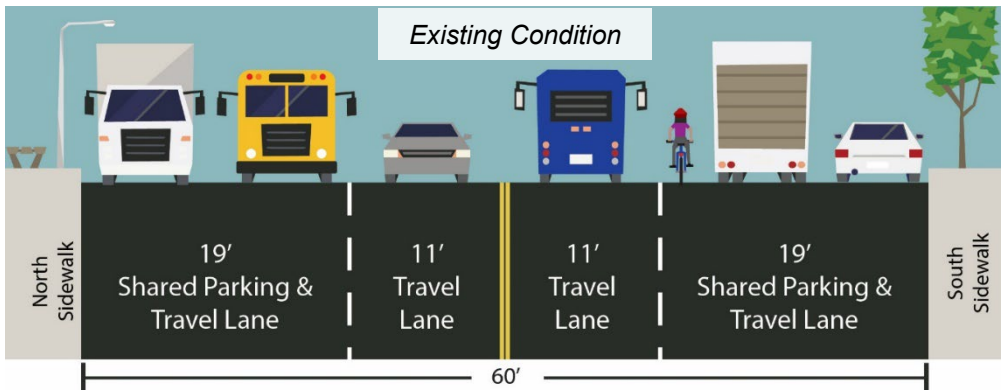 Existing Condition
North
Sidewalk
19’
Shared Parking &
Travel Lane
11’
Travel
Lane
11’
Travel
Lane
19’
Shared Parking &
Travel Lane
South
Sidewalk
60’